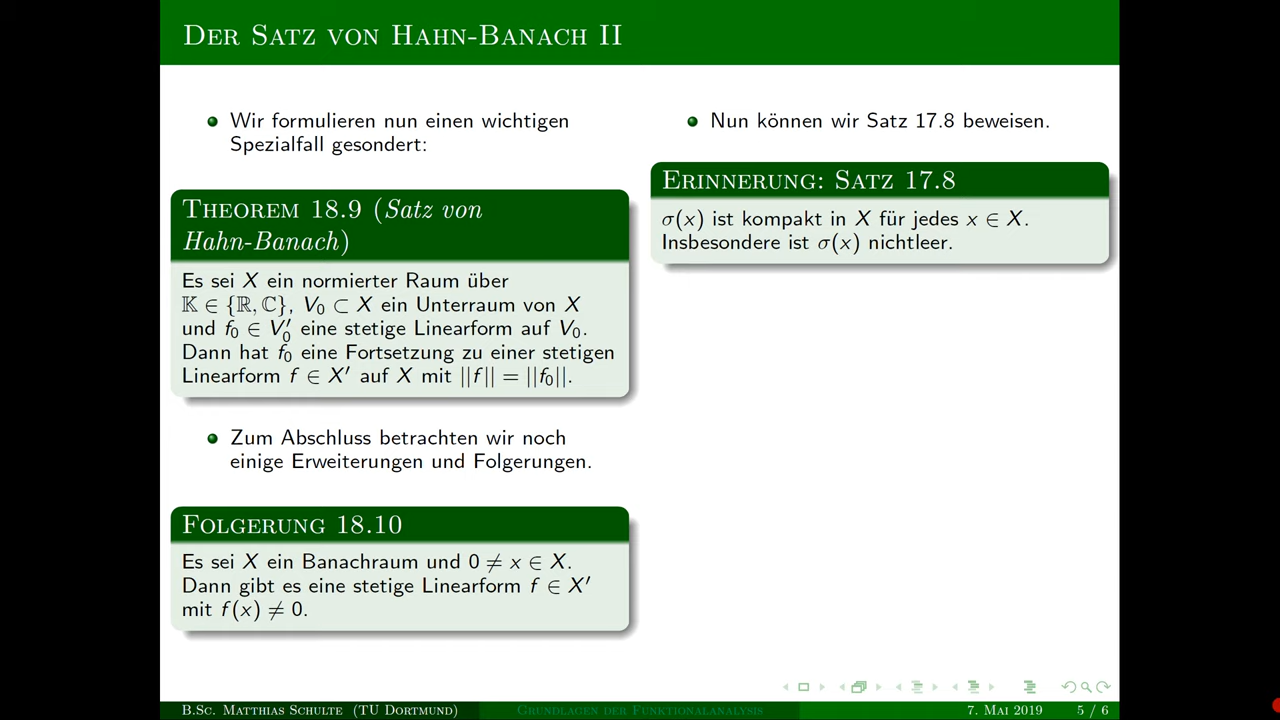 Der Satz von Hahn-Banach II
Wir formulieren nun einen wichtigen
Spezialfall gesondert:
Theorem 18.9 (Satz von
Hahn-Banach)
Es sei X ein normierter Raum über
𝕂 ∈ {ℝ, ℂ}, V₀ ⊂ X ein Unterraum von X
und f₀ ∈ V₀′ eine stetige Linearform auf V₀.
Dann hat f₀ eine Fortsetzung zu einer stetigen
Linearform f ∈ X′ auf X mit ||f|| = ||f₀||.
Zum Abschluss betrachten wir noch
einige Erweiterungen und Folgerungen.
Folgerung 18.10
Es sei X ein Banachraum und 0 ≠ x ∈ X.
Dann gibt es eine stetige Linearform f ∈ X′
mit f(x) ≠ 0.
Nun können wir Satz 17.8 beweisen.
Erinnerung: Satz 17.8
σ(x) ist kompakt in X für jedes x ∈ X.
Insbesondere ist σ(x) nichtleer.
B.Sc. Matthias Schulte (TU Dortmund)
Grundlagen der Funktionalanalysis
7. Mai 2019
5 / 6